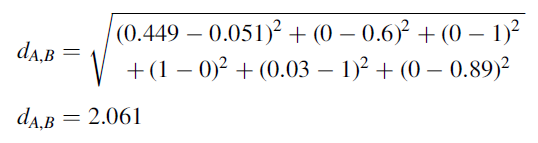 d_{A,B} = \sqrt{(0.449 − 0.051)² + (0 − 0.6)² + (0 − 1)²
+ (1 − 0)² + (0.03 − 1)² + (0 − 0.89)²}
d_{A,B} = 2.061